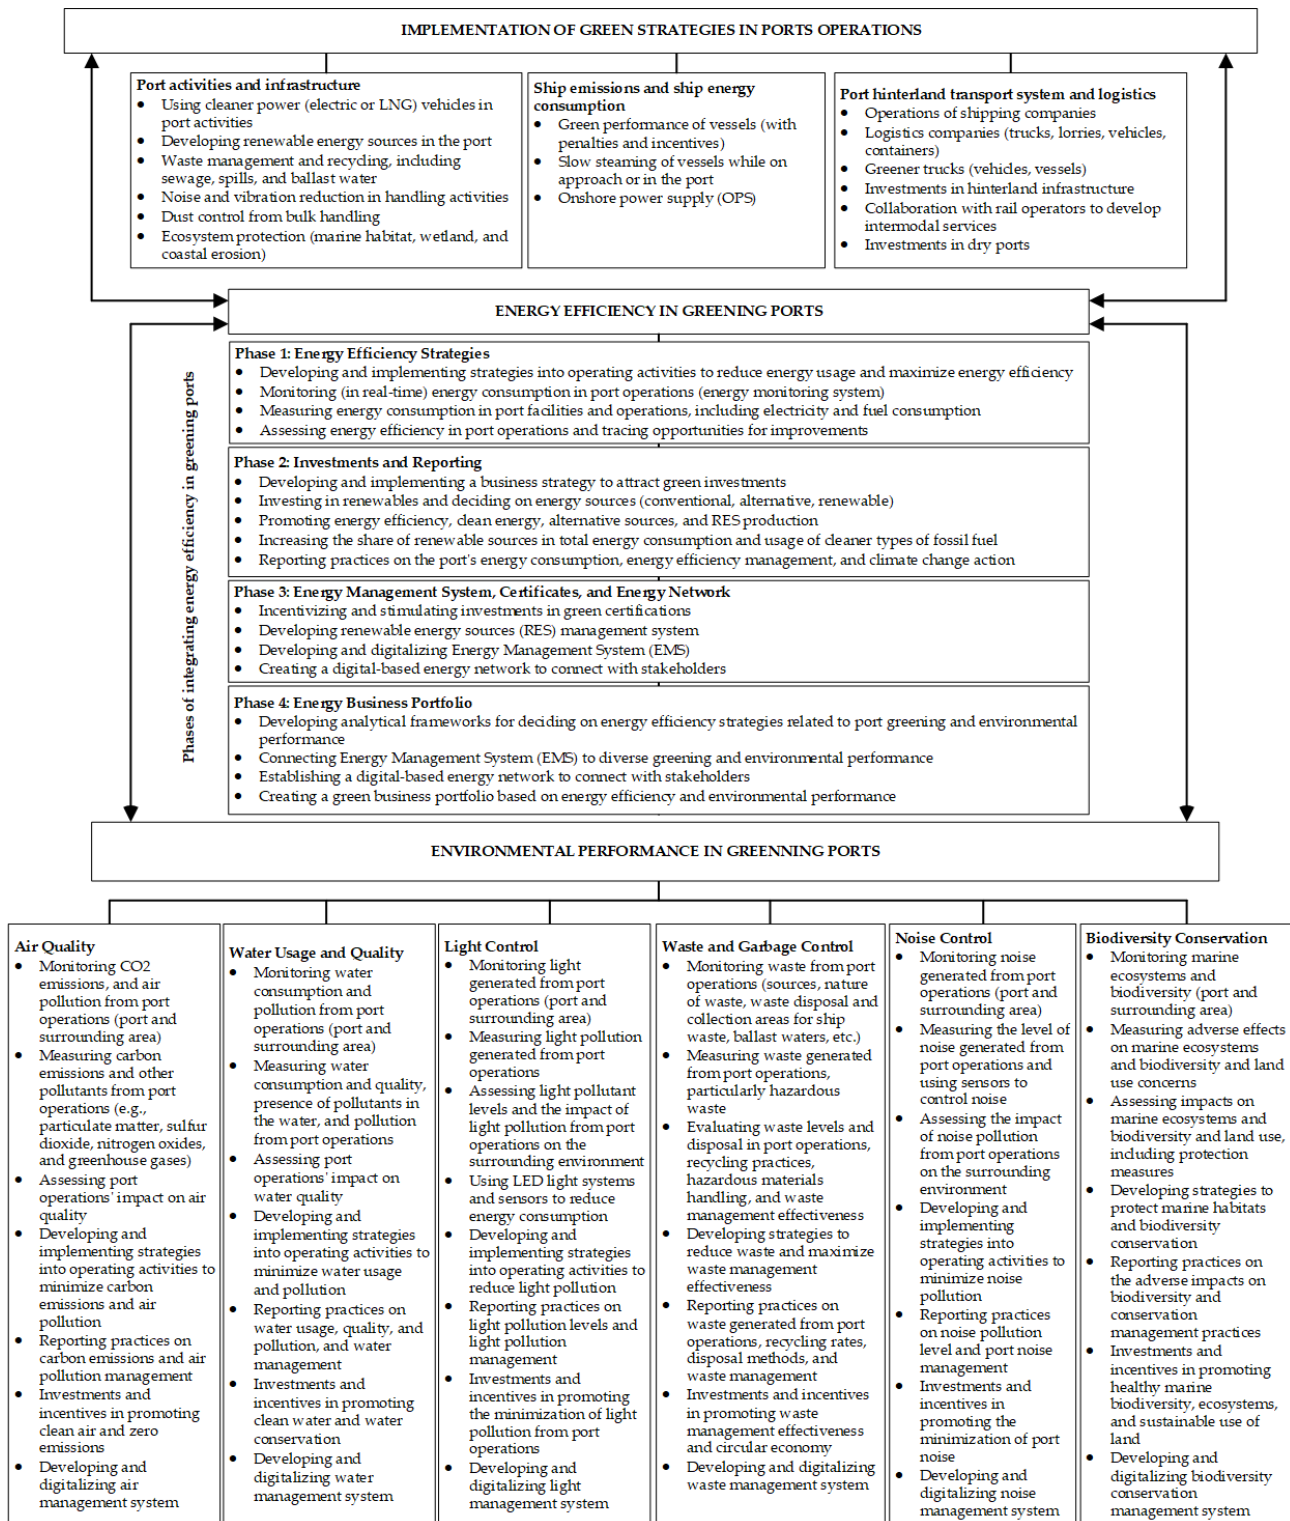 IMPLEMENTATION OF GREEN STRATEGIES IN PORTS OPERATIONS
Port activities and infrastructure
• Using cleaner power (electric or LNG) vehicles in
port activities
• Developing renewable energy sources in the port
• Waste management and recycling, including
sewage, spills, and ballast water
• Noise and vibration reduction in handling activities
• Dust control from bulk handling
• Ecosystem protection (marine habitat, wetland, and
coastal erosion)
Ship emissions and ship energy
consumption
• Green performance of vessels (with
penalties and incentives)
• Slow steaming of vessels while on
approach or in the port
• Onshore power supply (OPS)
Port hinterland transport system and logistics
• Operations of shipping companies
• Logistics companies (trucks, lorries, vehicles,
containers)
• Greener trucks (vehicles, vessels)
• Investments in hinterland infrastructure
• Collaboration with rail operators to develop
intermodal services
• Investments in dry ports
ENERGY EFFICIENCY IN GREENING PORTS
Phases of integrating energy efficiency in greening ports
Phase 1: Energy Efficiency Strategies
• Developing and implementing strategies into operating activities to reduce energy usage and maximize energy efficiency
• Monitoring (in real-time) energy consumption in port operations (energy monitoring system)
• Measuring energy consumption in port facilities and operations, including electricity and fuel consumption
• Assessing energy efficiency in port operations and tracing opportunities for improvements
Phase 2: Investments and Reporting
• Developing and implementing a business strategy to attract green investments
• Investing in renewables and deciding on energy sources (conventional, alternative, renewable)
• Promoting energy efficiency, clean energy, alternative sources, and RES production
• Increasing the share of renewable sources in total energy consumption and usage of cleaner types of fossil fuel
• Reporting practices on the port's energy consumption, energy efficiency management, and climate change action
Phase 3: Energy Management System, Certificates, and Energy Network
• Incentivizing and stimulating investments in green certifications
• Developing renewable energy sources (RES) management system
• Developing and digitalizing Energy Management System (EMS)
• Creating a digital-based energy network to connect with stakeholders
Phase 4: Energy Business Portfolio
• Developing analytical frameworks for deciding on energy efficiency strategies related to port greening and environmental
performance
• Connecting Energy Management System (EMS) to diverse greening and environmental performance
• Establishing a digital-based energy network to connect with stakeholders
• Creating a green business portfolio based on energy efficiency and environmental performance
ENVIRONMENTAL PERFORMANCE IN GREENNING PORTS
Air Quality
• Monitoring CO2
emissions, and air
pollution from port
operations (port and
surrounding area)
• Measuring carbon
emissions and other
pollutants from port
operations (e.g.,
particulate matter, sulfur
dioxide, nitrogen oxides,
and greenhouse gases)
• Assessing port
operations' impact on air
quality
• Developing and
implementing strategies
into operating activities to
minimize carbon
emissions and air
pollution
• Reporting practices on
carbon emissions and air
pollution management
• Investments and
incentives in promoting
clean air and zero
emissions
• Developing and
digitalizing air
management system
Water Usage and Quality
• Monitoring water
consumption and
pollution from port
operations (port and
surrounding area)
• Measuring water
consumption and quality,
presence of pollutants in
the water, and pollution
from port operations
• Assessing port
operations' impact on
water quality
• Developing and
implementing strategies
into operating activities to
minimize water usage
and pollution
• Reporting practices on
water usage, quality, and
pollution, and water
management
• Investments and
incentives in promoting
clean water and water
conservation
• Developing and
digitalizing water
management system
Light Control
• Monitoring light
generated from port
operations (port and
surrounding area)
• Measuring light pollution
generated from port
operations
• Assessing light pollutant
levels and the impact of
light pollution from port
operations on the
surrounding environment
• Using LED light systems
and sensors to reduce
energy consumption
• Developing and
implementing strategies
into operating activities to
reduce light pollution
• Reporting practices on
light pollution levels and
light pollution
management
• Investments and
incentives in promoting
the minimization of light
pollution from port
operations
• Developing and
digitalizing light
management system
Waste and Garbage Control
• Monitoring waste from port
operations (sources, nature
of waste, waste disposal and
collection areas for ship
waste, ballast waters, etc.)
• Measuring waste generated
from port operations,
particularly hazardous
waste
• Evaluating waste levels and
disposal in port operations,
recycling practices,
hazardous materials
handling, and waste
management effectiveness
• Developing strategies to
reduce waste and maximize
waste management
effectiveness
• Reporting practices on
waste generated from port
operations, recycling rates,
disposal methods, and
waste management
• Investments and incentives
in promoting waste
management effectiveness
and circular economy
• Developing and digitalizing
waste management system
Noise Control
• Monitoring noise
generated from port
operations (port and
surrounding area)
• Measuring the level of
noise generated from
port operations and
using sensors to
control noise
• Assessing the impact
of noise pollution
from port operations
on the surrounding
environment
• Developing and
implementing
strategies into
operating activities to
minimize noise
pollution
• Reporting practices
on noise pollution
level and port noise
management
• Investments and
incentives in
promoting the
minimization of port
noise
• Developing and
digitalizing noise
management system
Biodiversity Conservation
• Monitoring marine
ecosystems and
biodiversity (port and
surrounding area)
• Measuring adverse effects
on marine ecosystems
and biodiversity and land
use concerns
• Assessing impacts on
marine ecosystems and
biodiversity and land use,
including protection
measures
• Developing strategies to
protect marine habitats
and biodiversity
conservation
• Reporting practices on
the adverse impacts on
biodiversity and
conservation
management practices
• Investments and
incentives in promoting
healthy marine
biodiversity, ecosystems,
and sustainable use of
land
• Developing and
digitalizing biodiversity
conservation
management system